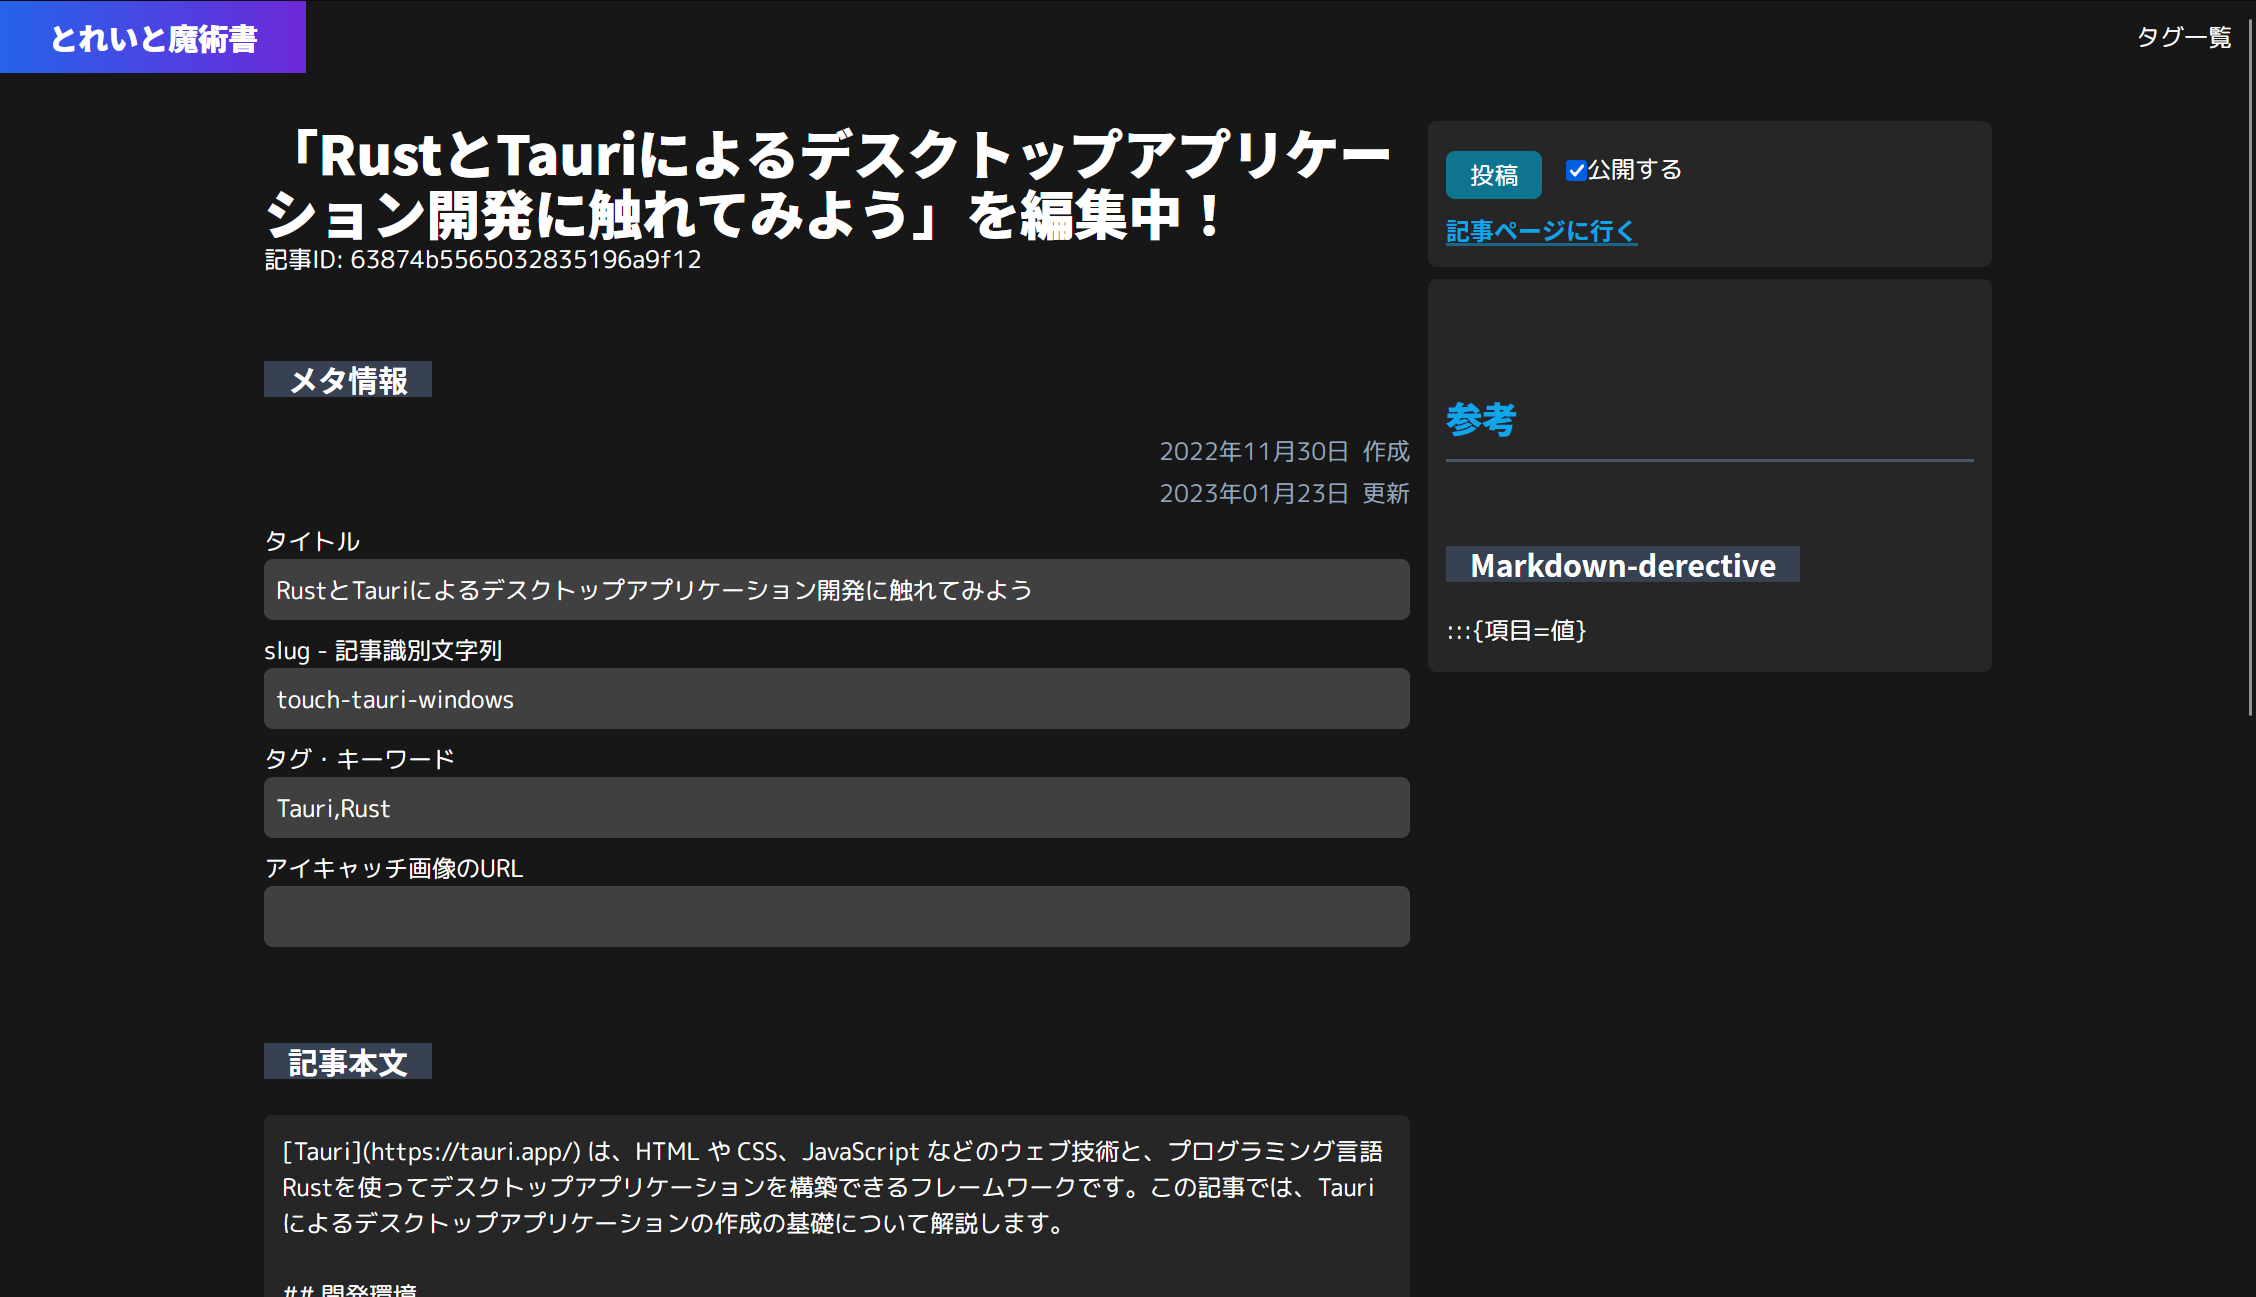 とれいと魔術書
タグ一覧
「RustとTauriによるデスクトップアプリケー
ション開発に触れてみよう」を編集中！
記事ID: 63874b5565032835196a9f12
メタ情報
2022年11月30日 作成
2023年01月23日 更新
タイトル
RustとTauriによるデスクトップアプリケーション開発に触れてみよう
slug - 記事識別文字列
touch-tauri-windows
タグ・キーワード
Tauri,Rust
アイキャッチ画像のURL
記事本文
[Tauri](https://tauri.app/) は、HTML や CSS、JavaScript などのウェブ技術と、プログラミング言語
Rustを使ってデスクトップアプリケーションを構築できるフレームワークです。この記事では、Tauri
によるデスクトップアプリケーションの作成の基礎について解説します。
## 開発環境
投稿
公開する
記事ページに行く
参考
Markdown-derective
:::{項目=値}